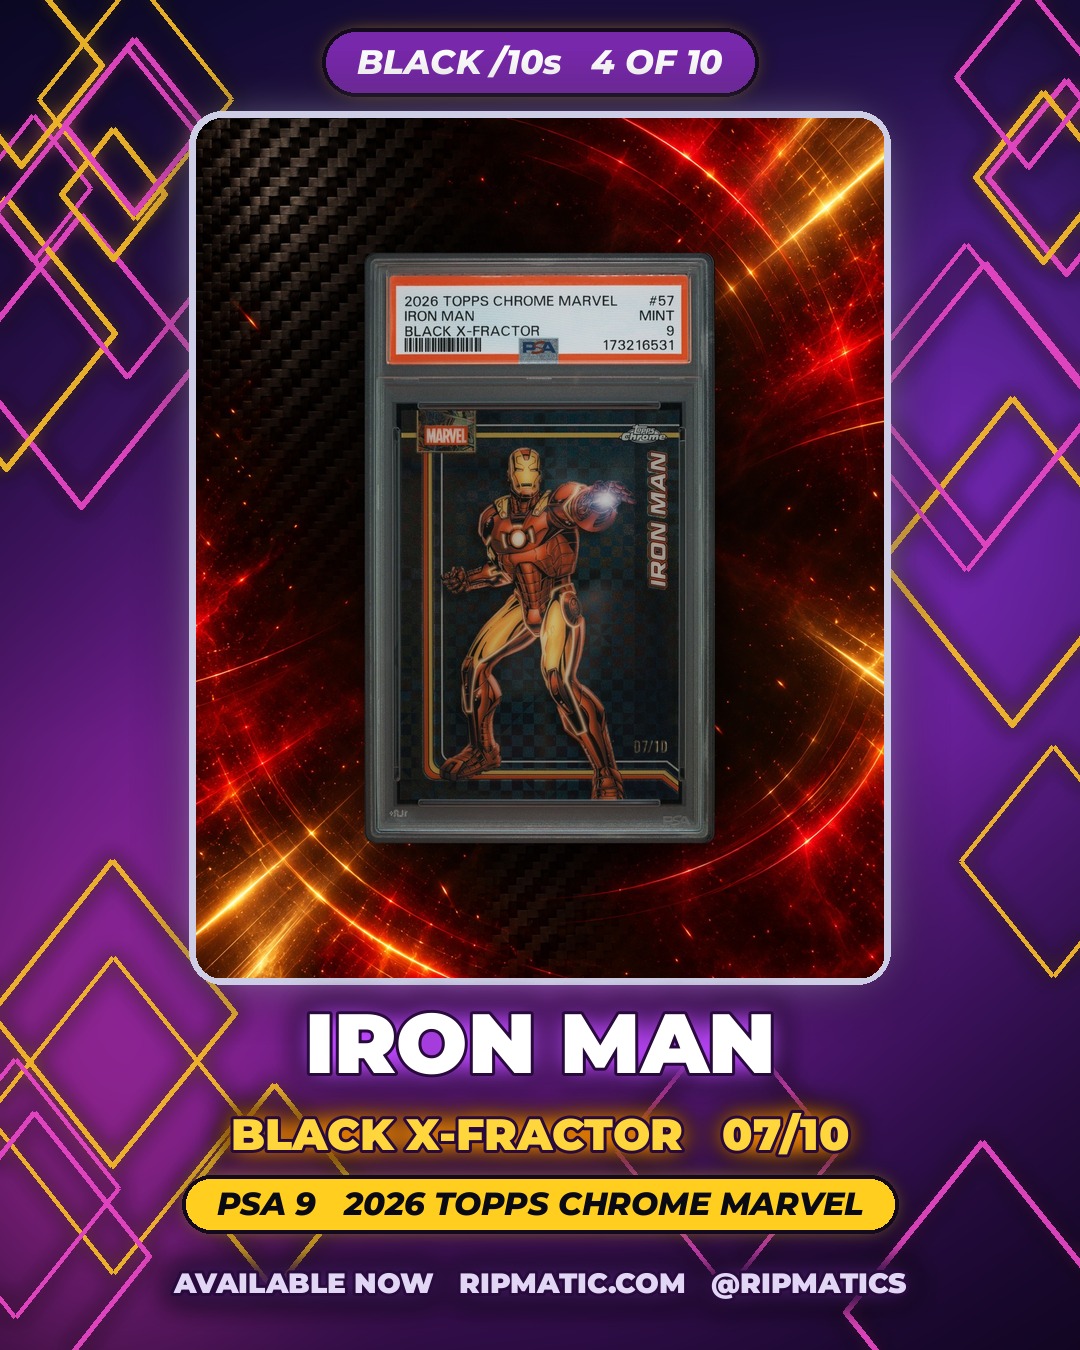 BLACK /10s 4 OF 10
2026 TOPPS CHROME MARVEL #57
IRON MAN MINT
BLACK X-FRACTOR 9
PSA 173216531
MARVEL
Topps Chrome
IRON MAN
07/10
PSA
IRON MAN
BLACK X-FRACTOR 07/10
PSA 9 2026 TOPPS CHROME MARVEL
AVAILABLE NOW RIPMATIC.COM @RIPMATICS